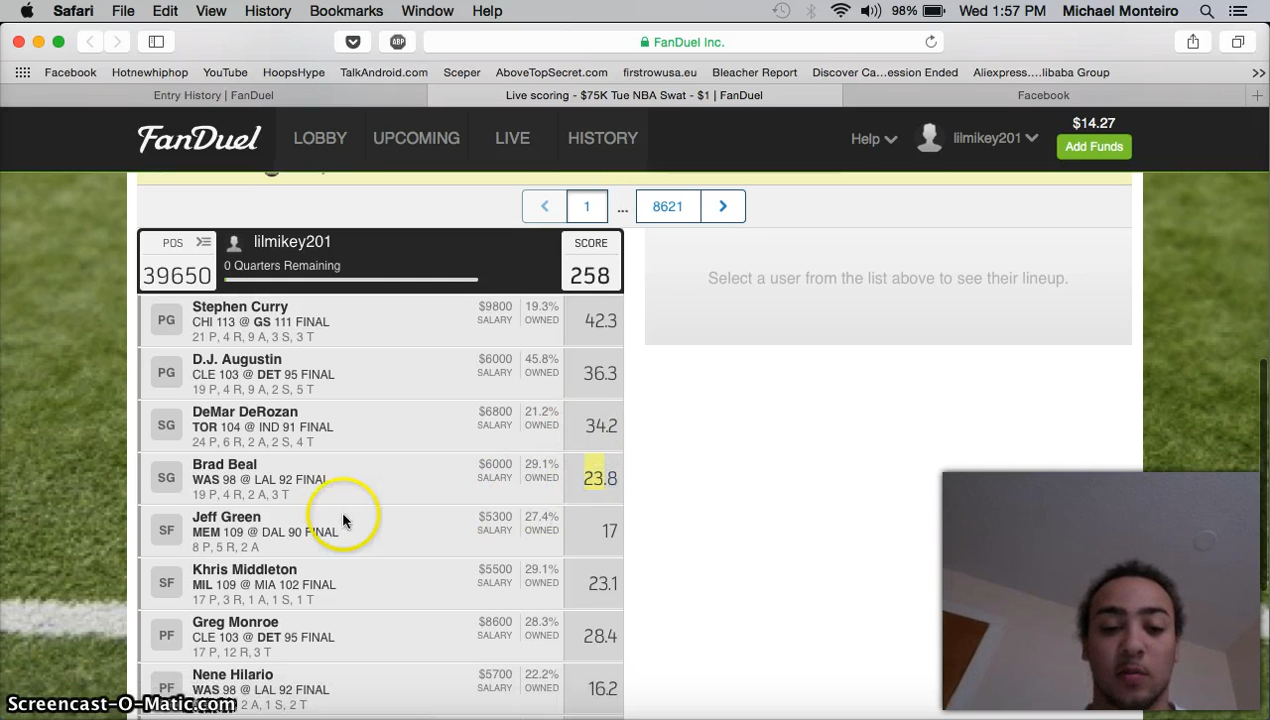 Safari File Edit View History Bookmarks Window Help 98% Wed 1:57 PM Michael Monteiro
ABP FanDuel Inc.
Facebook Hotnewhiphop YouTube HoopsHype TalkAndroid.com Sceper AboveTopSecret.com firstrowusa.eu Bleacher Report Discover Ca...ession Ended Aliexpress....libaba Group >>
Entry History | FanDuel Live scoring - $75K Tue NBA Swat - $1 | FanDuel Facebook +
FanDuel LOBBY UPCOMING LIVE HISTORY Help lilmikey201 $14.27
Add Funds
< 1 ... 8621 >
POS lilmikey201 SCORE
39650 0 Quarters Remaining 258
Select a user from the list above to see their lineup.
PG Stephen Curry $9800 19.3% 42.3
CHI 113 @ GS 111 FINAL SALARY OWNED
21 P, 4 R, 9 A, 3 S, 3 T
PG D.J. Augustin $6000 45.8% 36.3
CLE 103 @ DET 95 FINAL SALARY OWNED
19 P, 4 R, 9 A, 2 S, 5 T
SG DeMar DeRozan $6800 21.2% 34.2
TOR 104 @ IND 91 FINAL SALARY OWNED
24 P, 6 R, 2 A, 2 S, 4 T
SG Brad Beal $6000 29.1% 23.8
WAS 98 @ LAL 92 FINAL SALARY OWNED
19 P, 4 R, 2 A, 3 T
SF Jeff Green $5300 27.4% 17
MEM 109 @ DAL 90 FINAL SALARY OWNED
8 P, 5 R, 2 A
SF Khris Middleton $5500 29.1% 23.1
MIL 109 @ MIA 102 FINAL SALARY OWNED
17 P, 3 R, 1 A, 1 S, 1 T
PF Greg Monroe $8600 28.3% 28.4
CLE 103 @ DET 95 FINAL SALARY OWNED
17 P, 12 R, 3 T
PF Nene Hilario $5700 22.2% 16.2
WAS 98 @ LAL 92 FINAL SALARY OWNED
2 A, 1 S, 2 T
Screencast-O-Matic.com